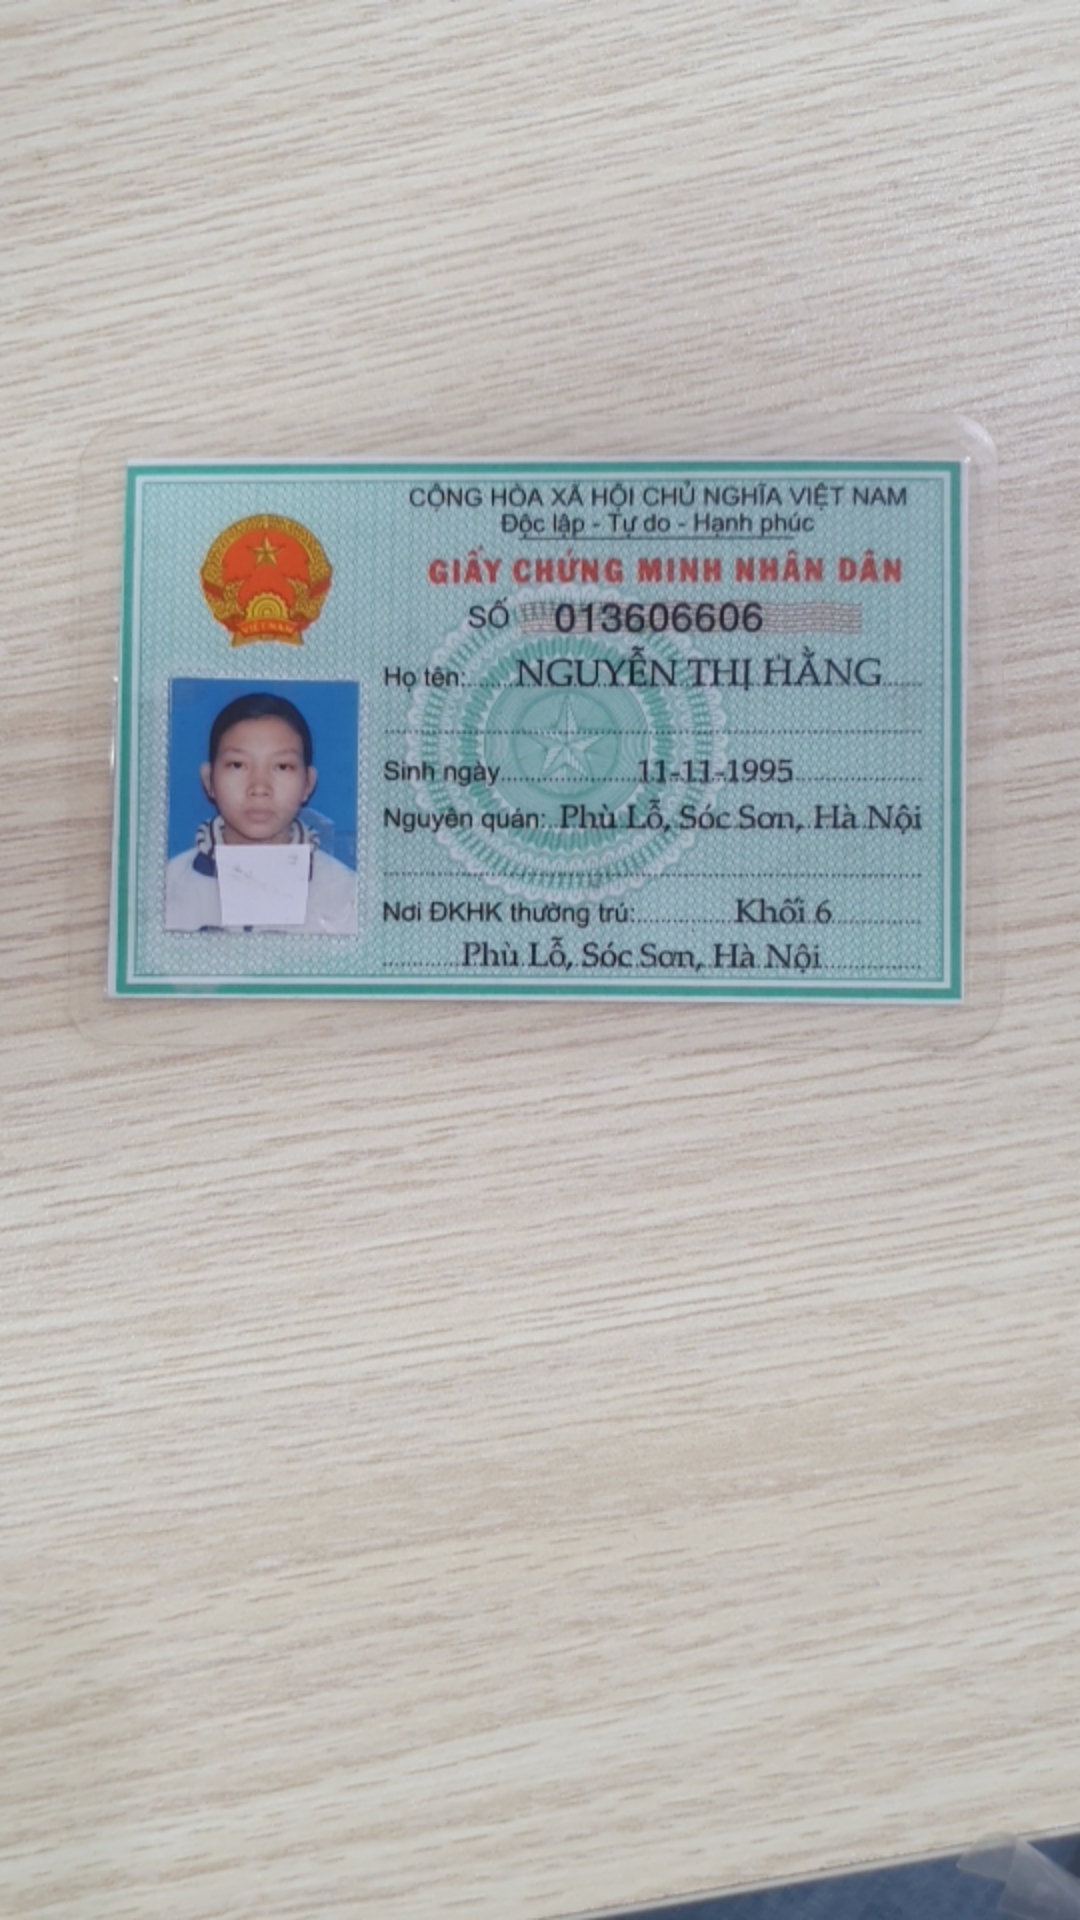 CỘNG HÒA XÃ HỘI CHỦ NGHĨA VIỆT NAM
Độc lập - Tự do - Hạnh phúc
GIẤY CHỨNG MINH NHÂN DÂN
SỐ 013606606
VIỆT NAM
Họ tên: NGUYỄN THỊ HẰNG
Sinh ngày 11-11-1995
Nguyên quán: Phù Lỗ, Sóc Sơn, Hà Nội
Nơi ĐKHK thường trú: Khối 6
Phù Lỗ, Sóc Sơn, Hà Nội